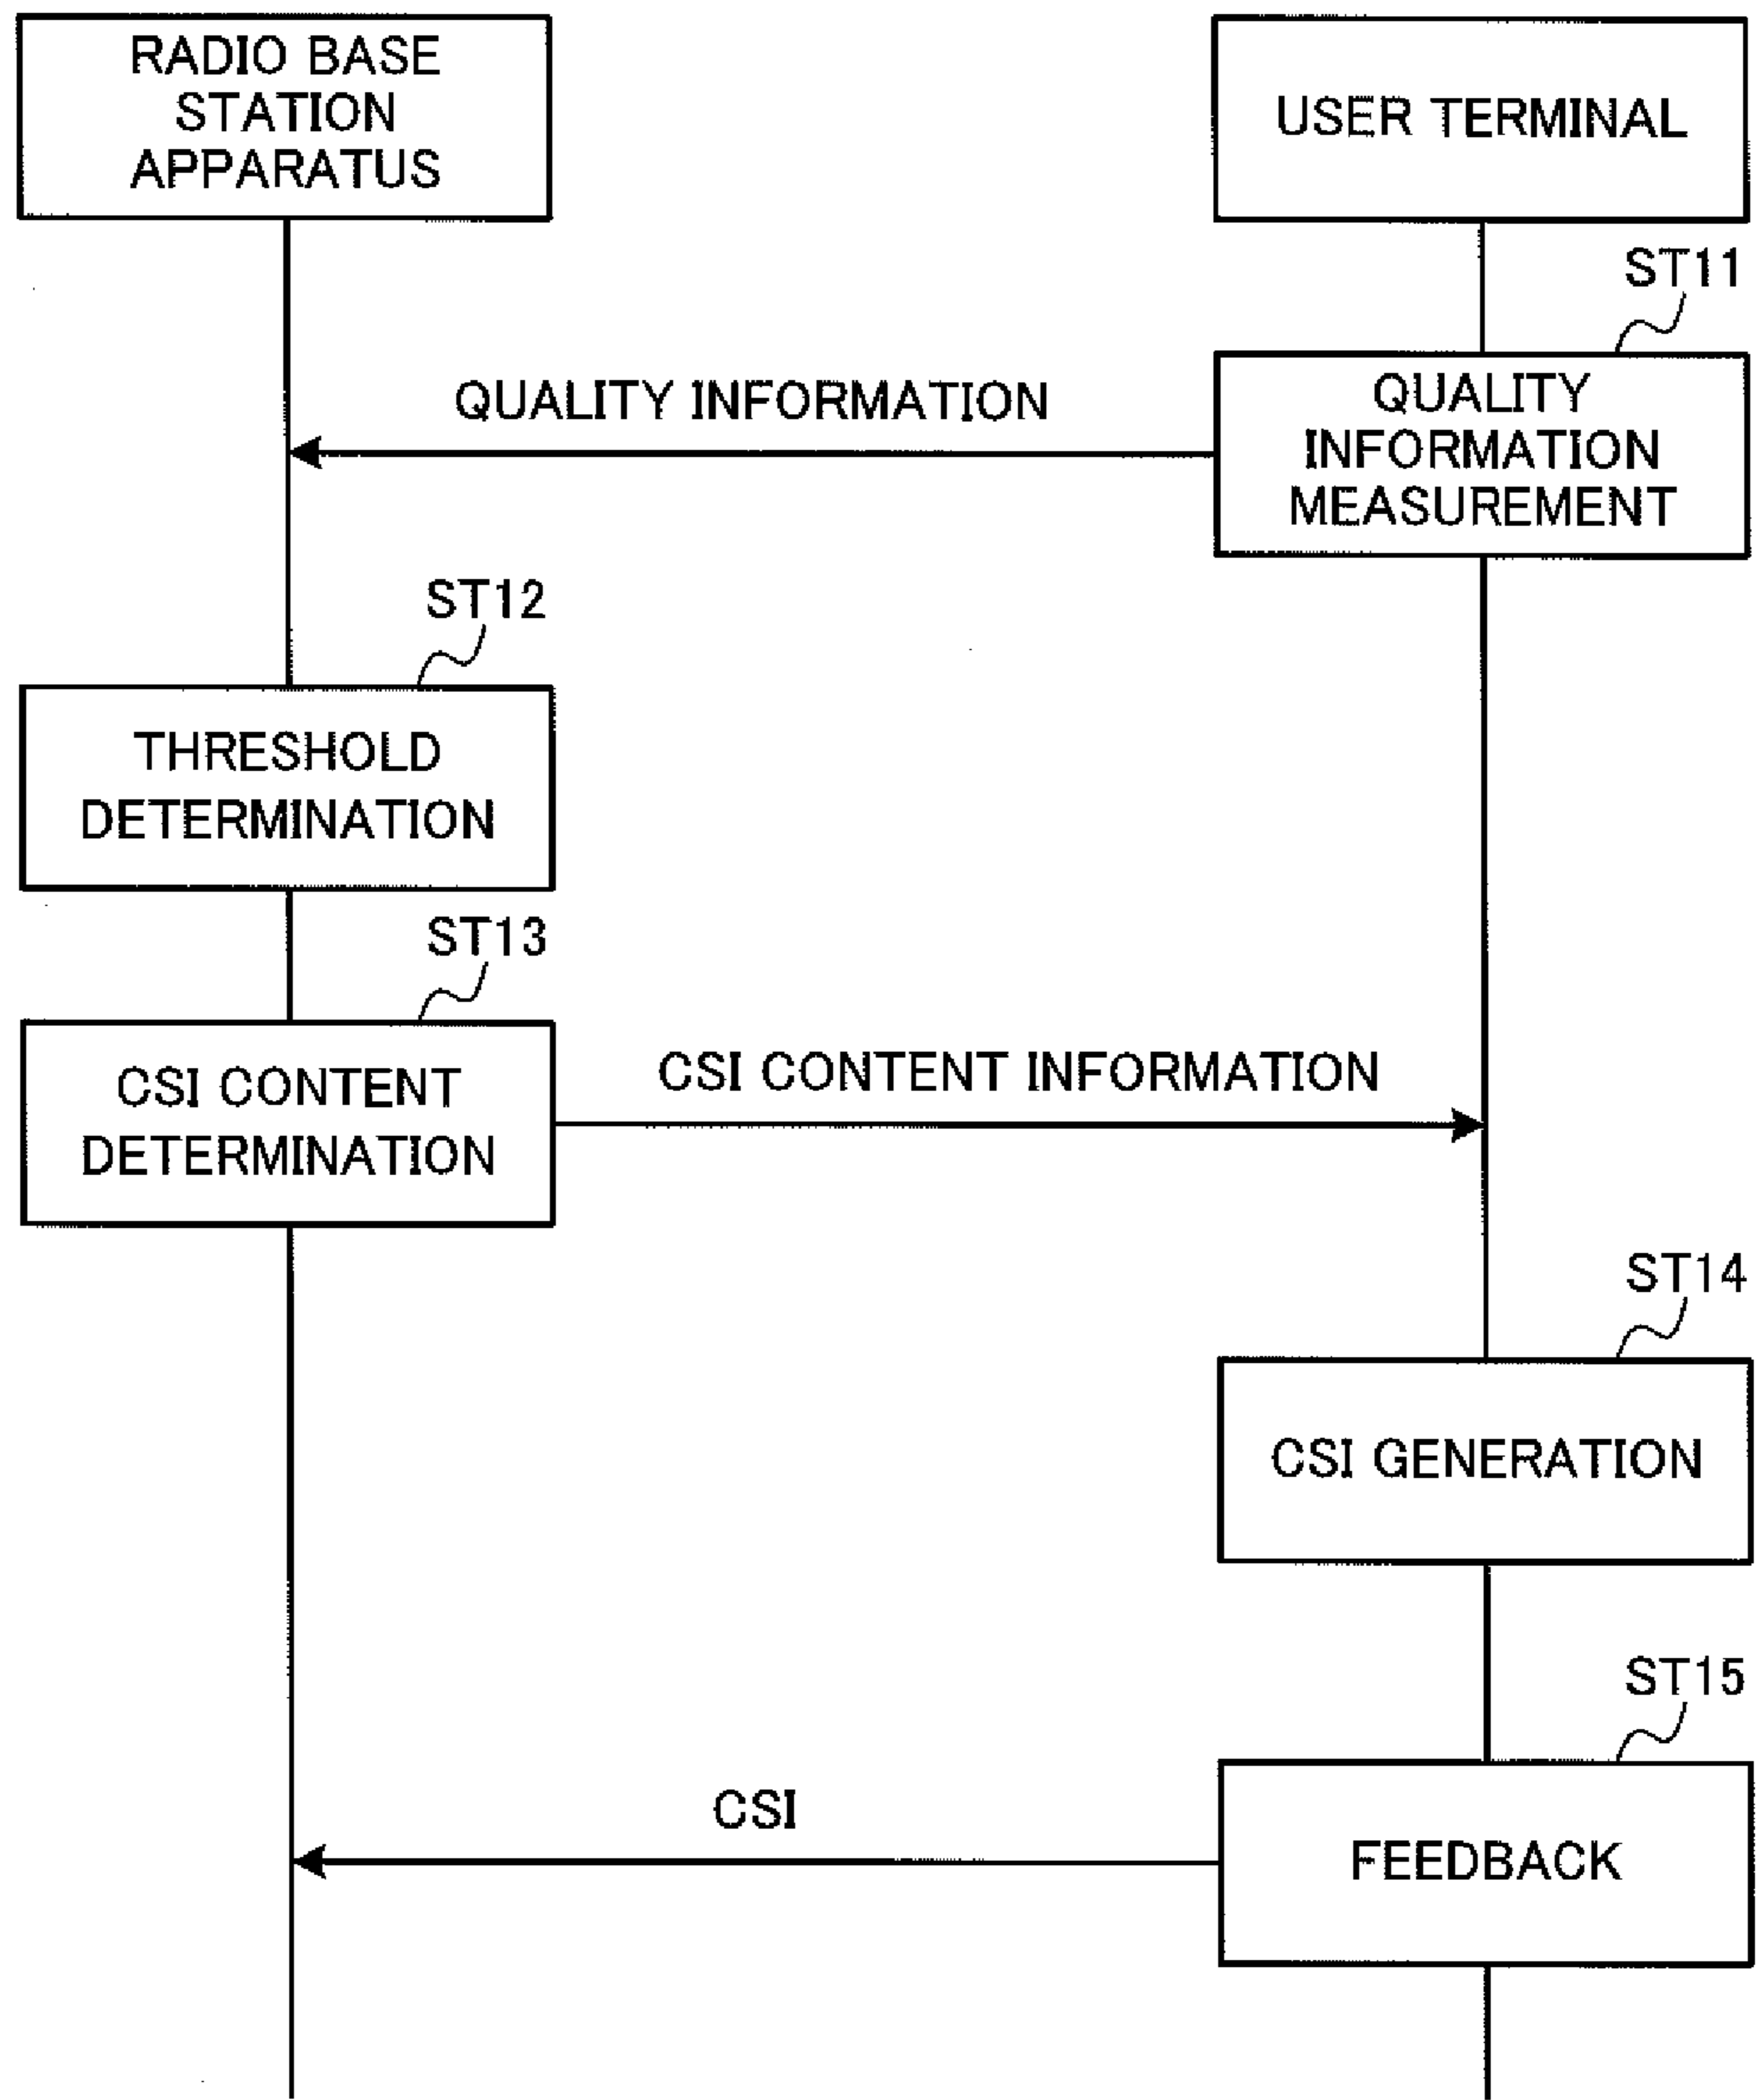 RADIO BASE
STATION
APPARATUS
USER TERMINAL
ST11
QUALITY INFORMATION
QUALITY
INFORMATION
MEASUREMENT
ST12
THRESHOLD
DETERMINATION
ST13
CSI CONTENT
DETERMINATION
CSI CONTENT INFORMATION
ST14
CSI GENERATION
ST15
CSI
FEEDBACK